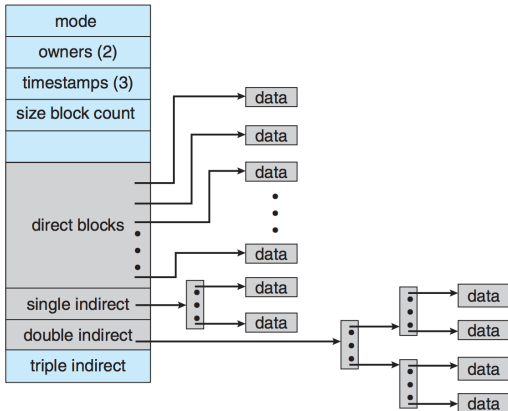 mode
owners (2)
timestamps (3)
size block count
data
data
data
direct blocks
data
single indirect
data
data
double indirect
data
data
triple indirect
data
data